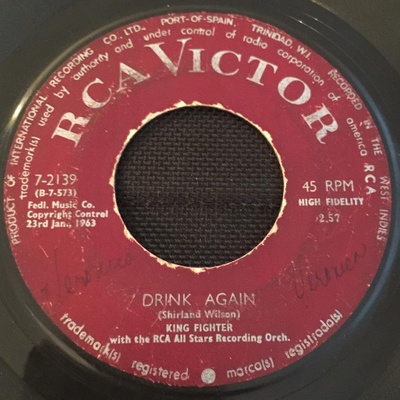 PRODUCT OF INTERNATIONAL RECORDING CO., LTD., PORT-OF-SPAIN, TRINIDAD, W.I. RECORDED IN THE WEST INDIES
trademark(s) used by authority and under control of radio corporation of america RCA
RCA VICTOR
7-2139
(B-7-573)
Fedl. Music Co.
Copyright Control
23rd Jan., 1963
45 RPM
HIGH FIDELITY
2.57
Veronica
Veronica
DRINK AGAIN
(Shirland Wilson)
KING FIGHTER
with the RCA All Stars Recording Orch.
trademark(s) registered marca(s) registrada(s)